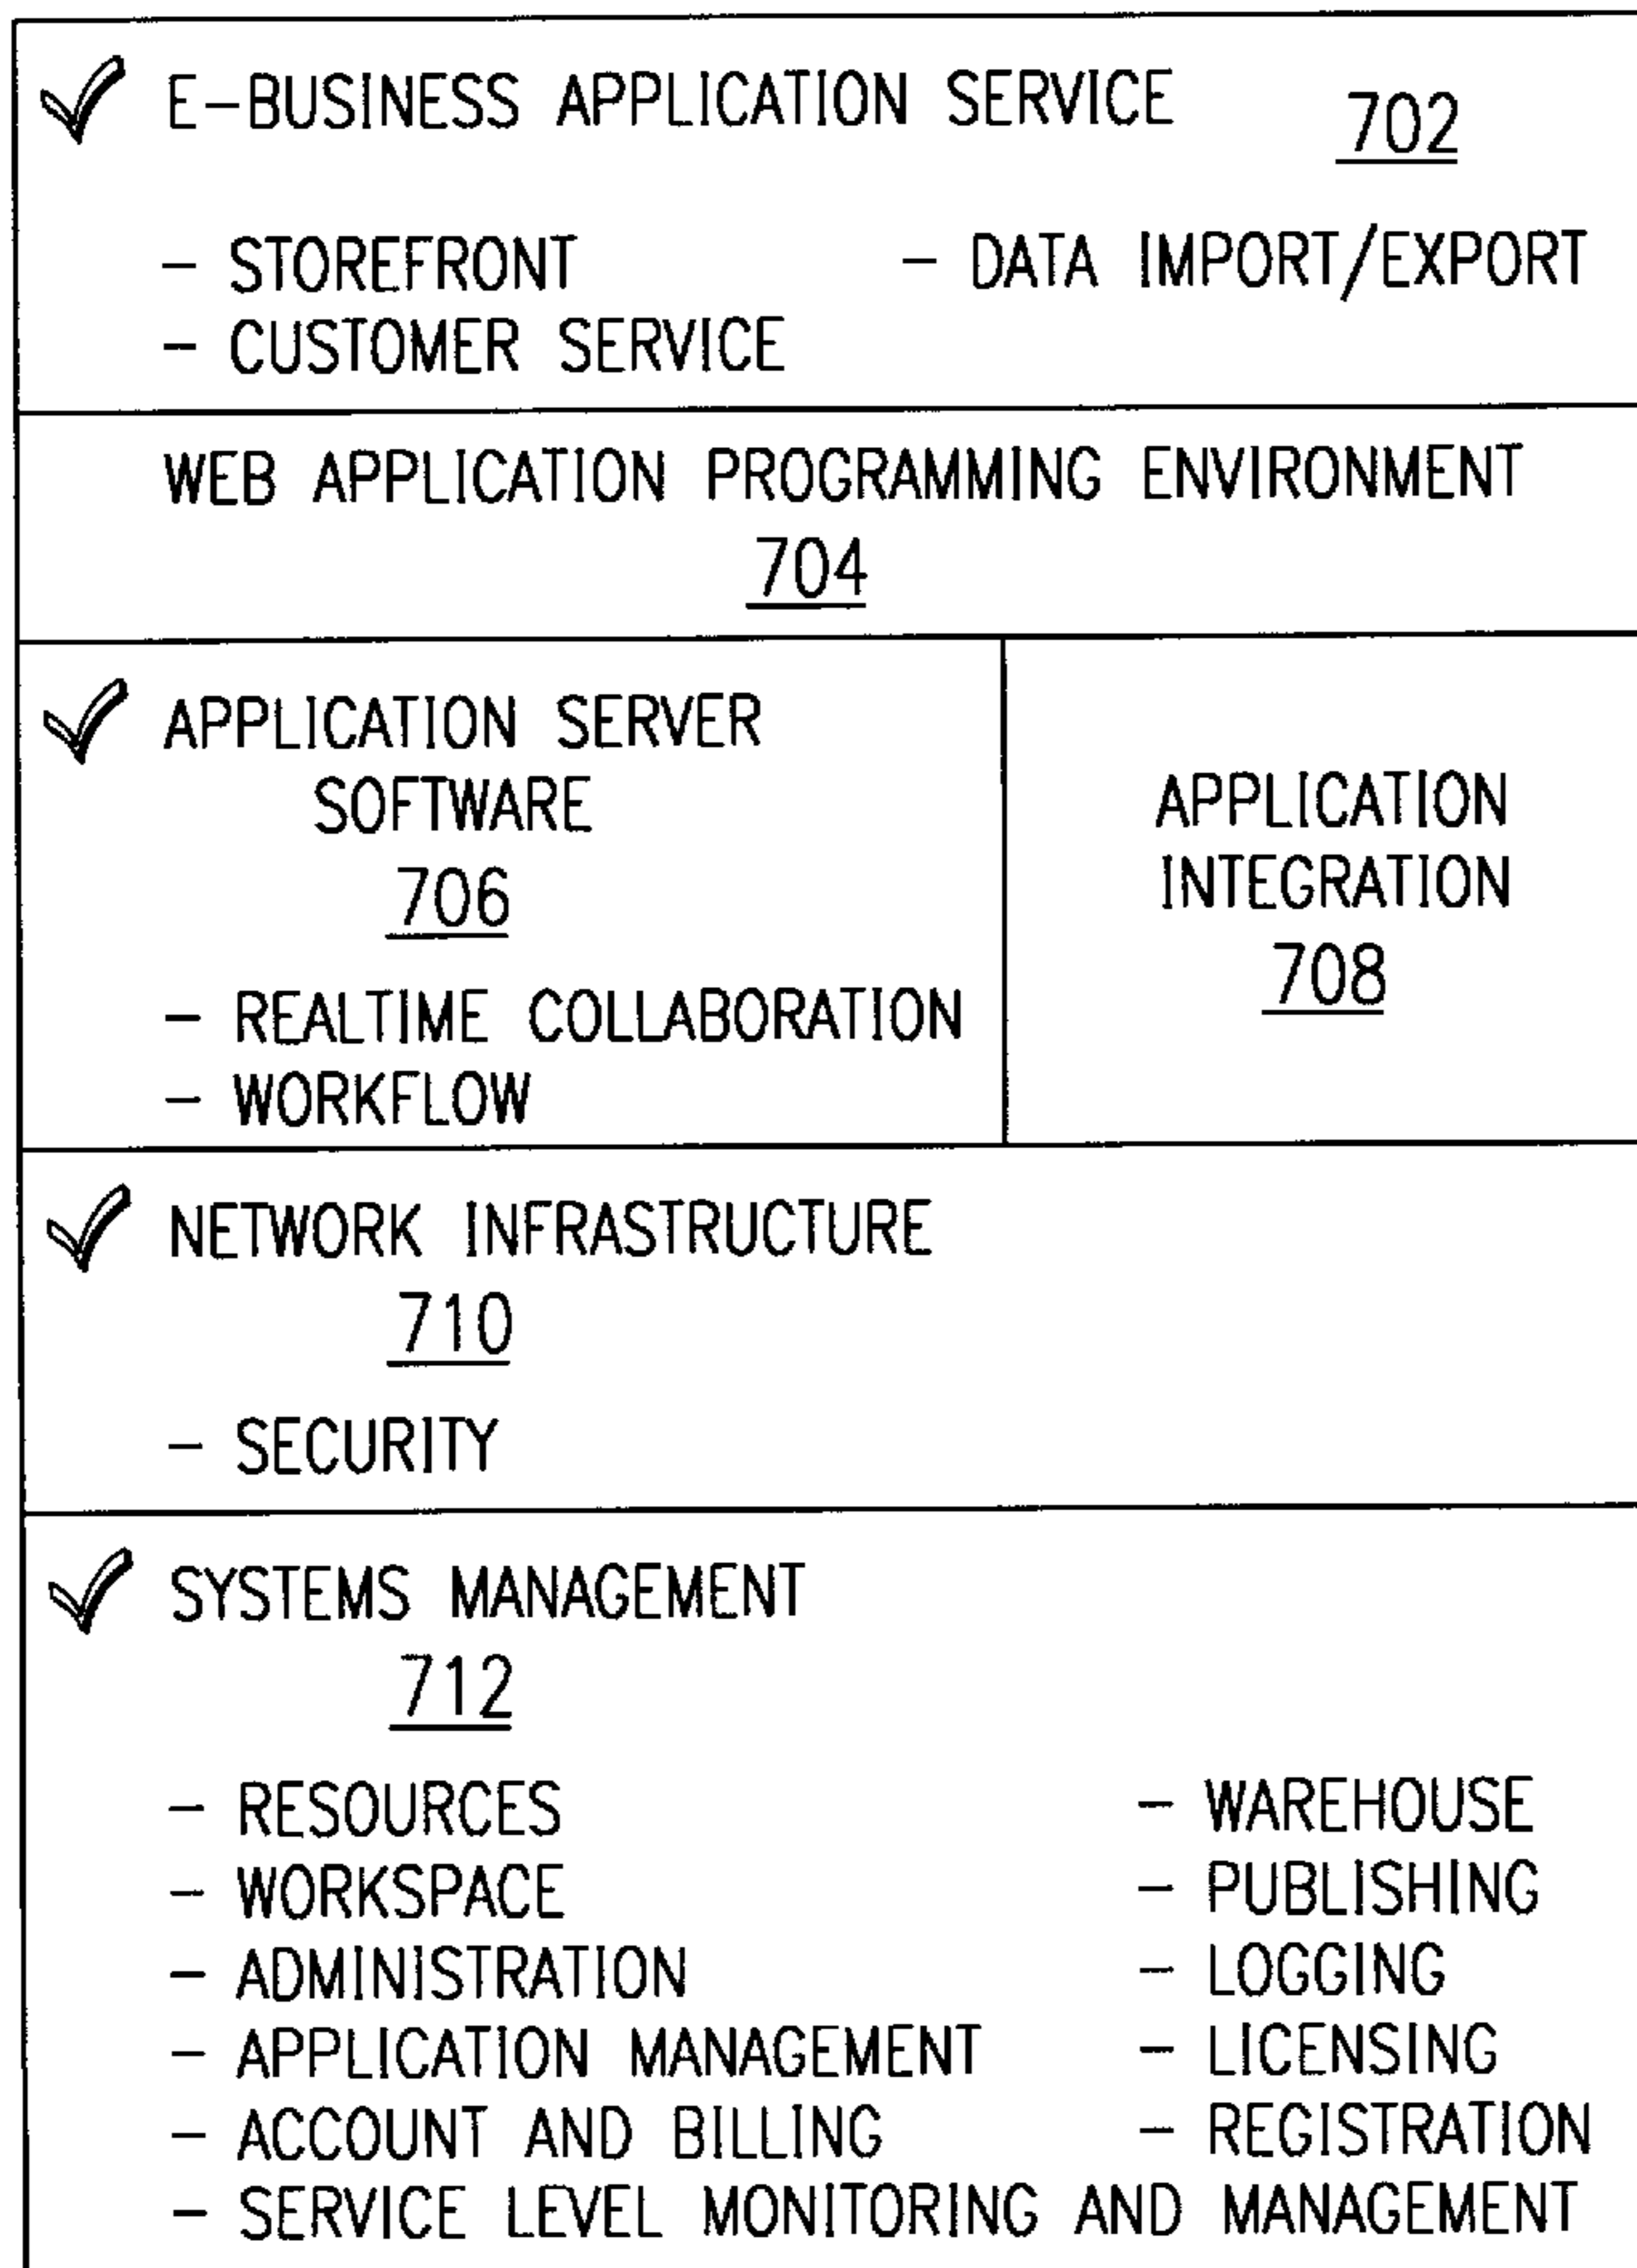 E-BUSINESS APPLICATION SERVICE 702
- STOREFRONT - DATA IMPORT/EXPORT
- CUSTOMER SERVICE
WEB APPLICATION PROGRAMMING ENVIRONMENT
704
APPLICATION SERVER
SOFTWARE
706
- REALTIME COLLABORATION
- WORKFLOW
APPLICATION
INTEGRATION
708
NETWORK INFRASTRUCTURE
710
- SECURITY
SYSTEMS MANAGEMENT
712
- RESOURCES - WAREHOUSE
- WORKSPACE - PUBLISHING
- ADMINISTRATION - LOGGING
- APPLICATION MANAGEMENT - LICENSING
- ACCOUNT AND BILLING - REGISTRATION
- SERVICE LEVEL MONITORING AND MANAGEMENT